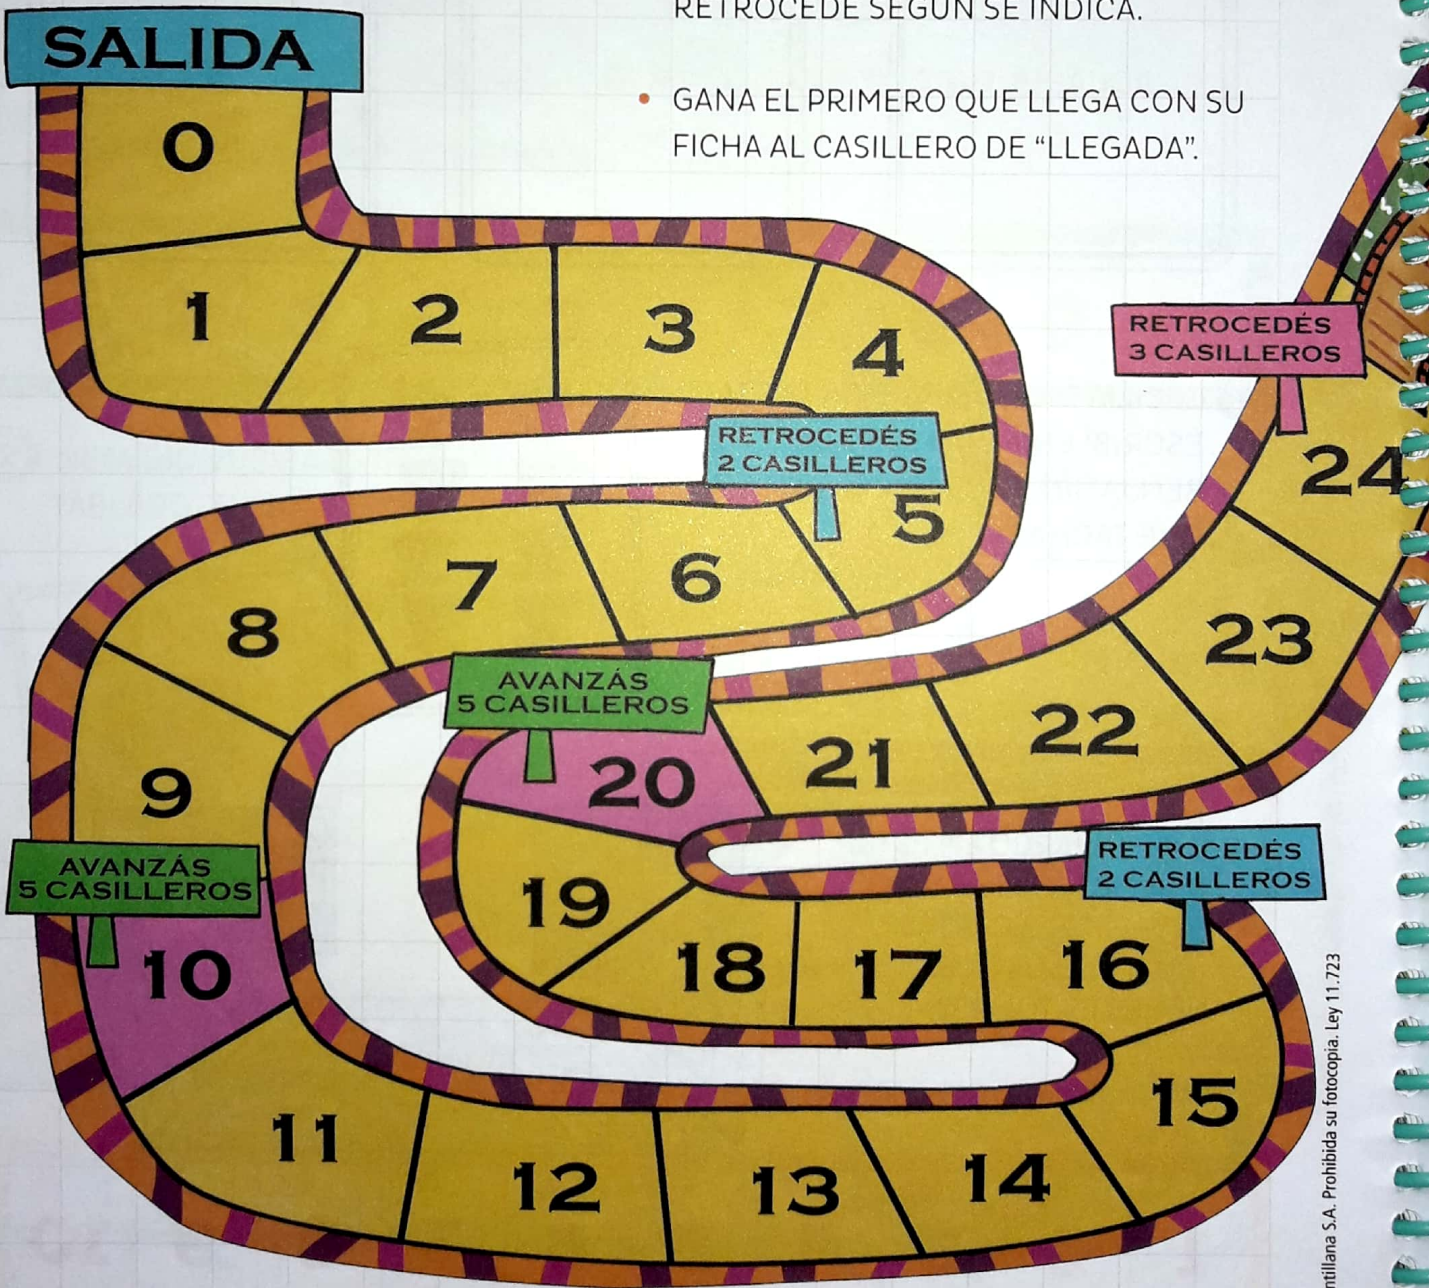 RETROCEDE SEGÚN SE INDICA.
SALIDA
• GANA EL PRIMERO QUE LLEGA CON SU
FICHA AL CASILLERO DE “LLEGADA”.
0
1
2
3
4
RETROCEDÉS
2 CASILLEROS
5
6
7
8
9
AVANZÁS
5 CASILLEROS
10
11
12
13
14
15
RETROCEDÉS
2 CASILLEROS
16
17
18
19
AVANZÁS
5 CASILLEROS
20
21
22
23
RETROCEDÉS
3 CASILLEROS
24
S.A. Prohibida su fotocopia. Ley 11.723